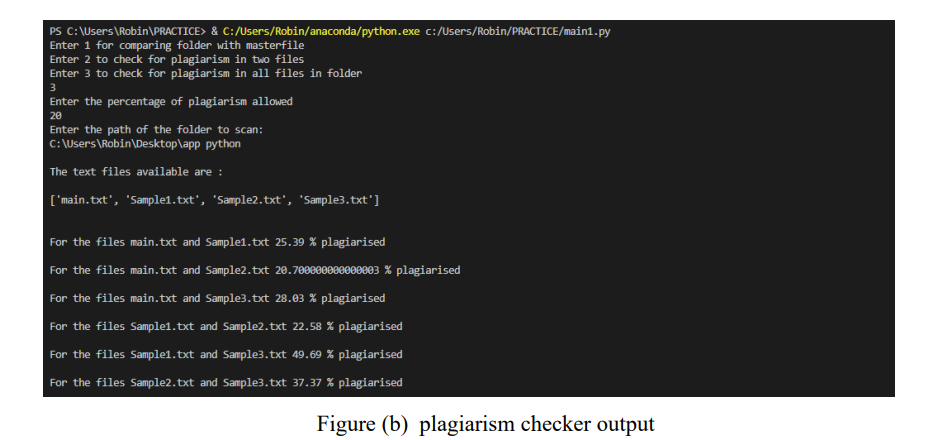 PS C:\Users\Robin\PRACTICE> & C:/Users/Robin/anaconda/python.exe c:/Users/Robin/PRACTICE/main1.py
Enter 1 for comparing folder with masterfile
Enter 2 to check for plagiarism in two files
Enter 3 to check for plagiarism in all files in folder
3
Enter the percentage of plagiarism allowed
20
Enter the path of the folder to scan:
C:\Users\Robin\Desktop\app python
The text files available are :
['main.txt', 'Sample1.txt', 'Sample2.txt', 'Sample3.txt']
For the files main.txt and Sample1.txt 25.39 % plagiarised
For the files main.txt and Sample2.txt 20.700000000000003 % plagiarised
For the files main.txt and Sample3.txt 28.03 % plagiarised
For the files Sample1.txt and Sample2.txt 22.58 % plagiarised
For the files Sample1.txt and Sample3.txt 49.69 % plagiarised
For the files Sample2.txt and Sample3.txt 37.37 % plagiarised
Figure (b) plagiarism checker output